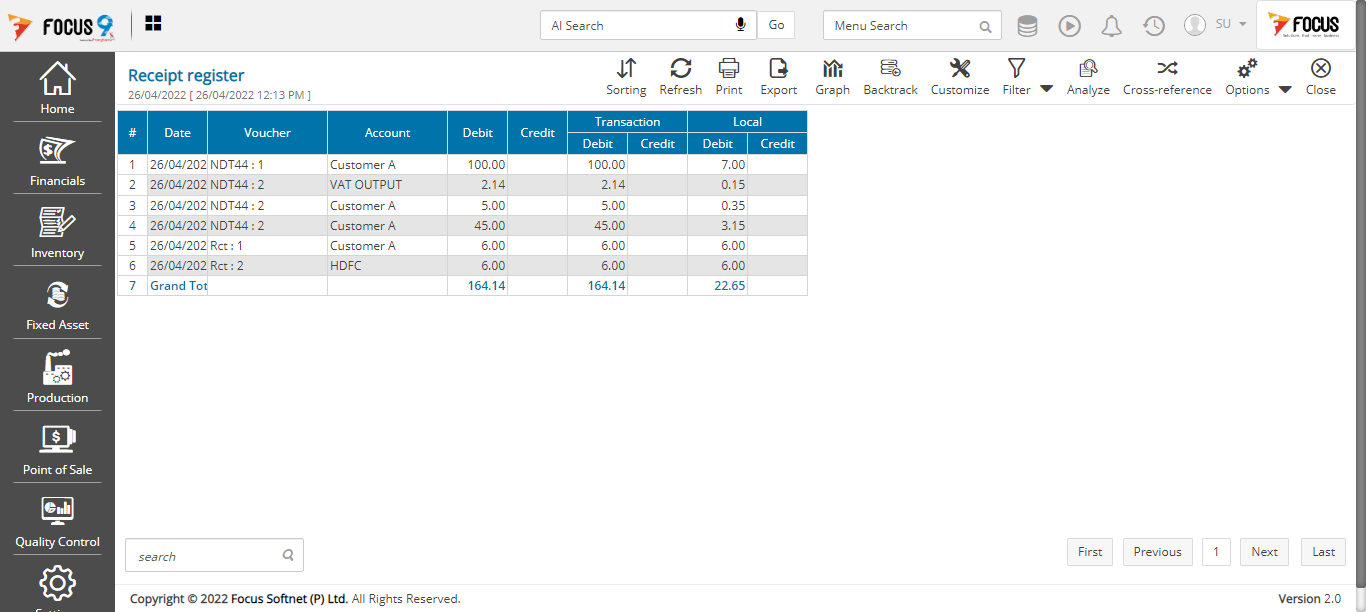 FOCUS 9
AI Search
Go
Menu Search
SU
FOCUS
Home
Financials
Inventory
Fixed Asset
Production
Point of Sale
Quality Control
Receipt register
26/04/2022 [ 26/04/2022 12:13 PM ]
Sorting Refresh Print Export Graph Backtrack Customize Filter Analyze Cross-reference Options Close
# Date Voucher Account Debit Credit Transaction Local
Debit Credit Debit Credit
1 26/04/202 NDT44 : 1 Customer A 100.00 100.00 7.00
2 26/04/202 NDT44 : 2 VAT OUTPUT 2.14 2.14 0.15
3 26/04/202 NDT44 : 2 Customer A 5.00 5.00 0.35
4 26/04/202 NDT44 : 2 Customer A 45.00 45.00 3.15
5 26/04/202 Rct : 1 Customer A 6.00 6.00 6.00
6 26/04/202 Rct : 2 HDFC 6.00 6.00 6.00
7 Grand Tot 164.14 164.14 22.65
search
First Previous 1 Next Last
Copyright © 2022 Focus Softnet (P) Ltd. All Rights Reserved.
Version 2.0